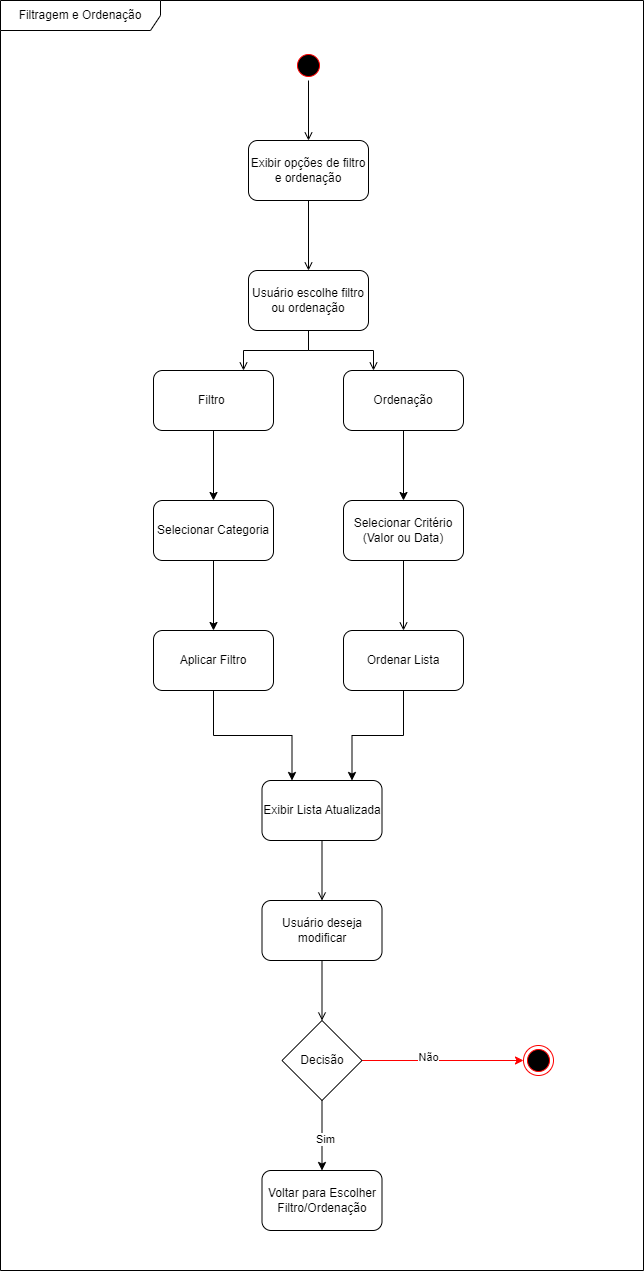 Filtragem e Ordenação
Exibir opções de filtro
e ordenação
Usuário escolhe filtro
ou ordenação
Filtro
Ordenação
Selecionar Categoria
Selecionar Critério
(Valor ou Data)
Aplicar Filtro
Ordenar Lista
Exibir Lista Atualizada
Usuário deseja
modificar
Decisão
Não
Sim
Voltar para Escolher
Filtro/Ordenação